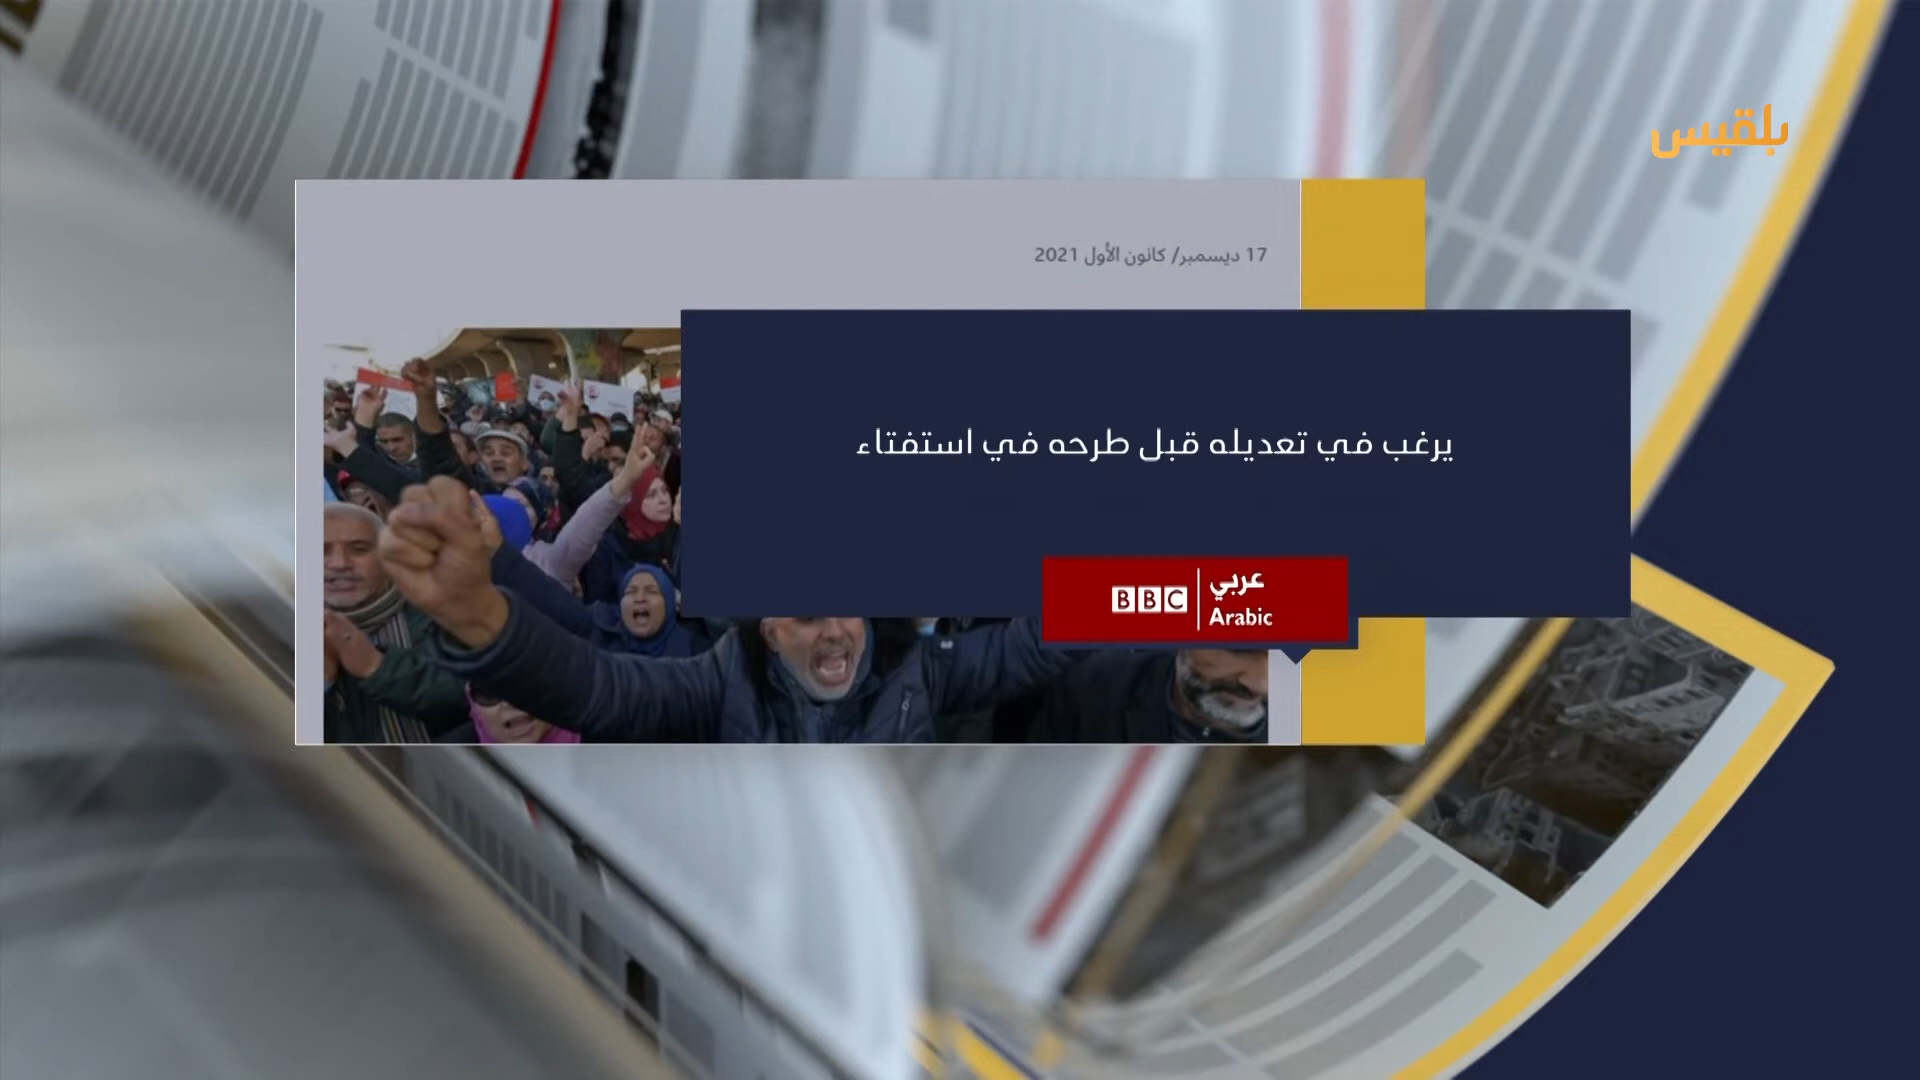 بلقيس
17 ديسمبر/ كانون الأول 2021
يرغب في تعديله قبل طرحه في استفتاء
BBC عربي
Arabic